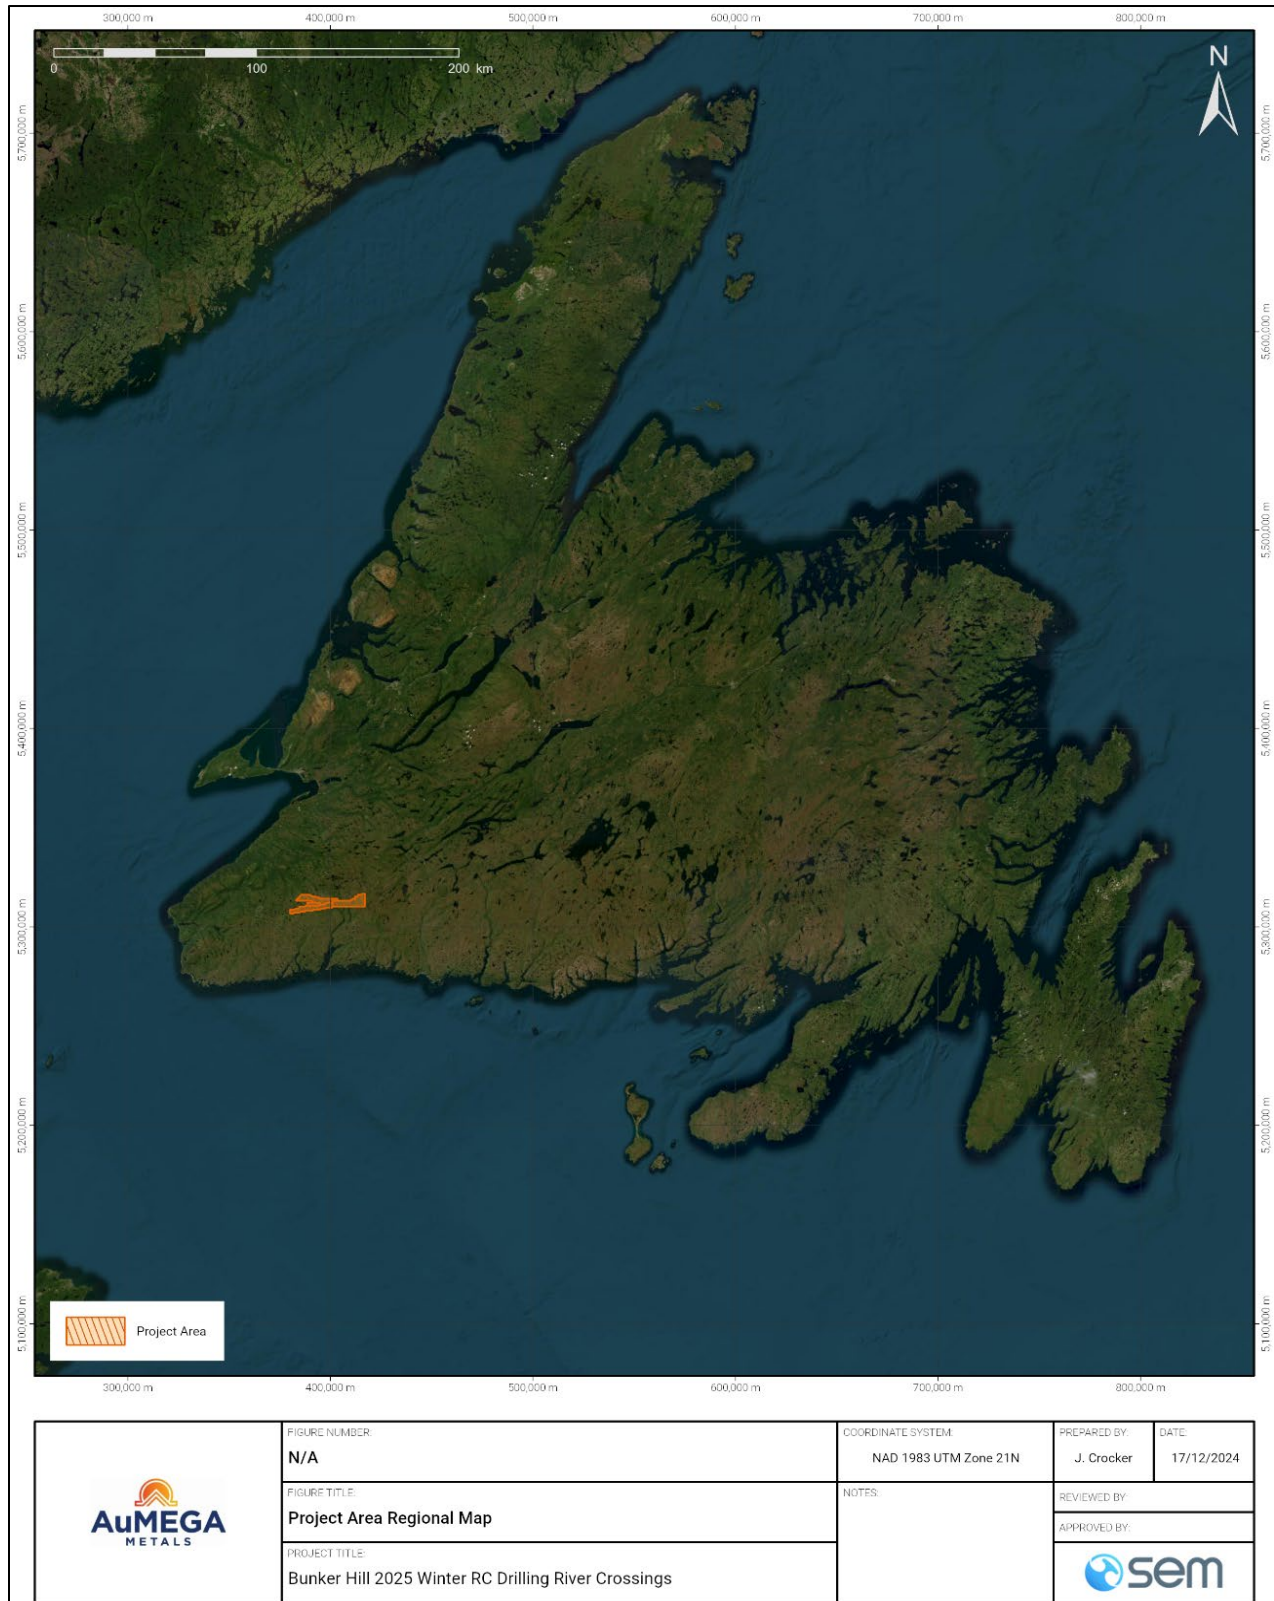 300,000 m 400,000 m 500,000 m 600,000 m 700,000 m 800,000 m
0 100 200 km
N
5,700,000 m 5,700,000 m
5,600,000 m 5,600,000 m
5,500,000 m 5,500,000 m
5,400,000 m 5,400,000 m
5,300,000 m 5,300,000 m
5,200,000 m 5,200,000 m
5,100,000 m 5,100,000 m
Project Area
300,000 m 400,000 m 500,000 m 600,000 m 700,000 m 800,000 m
AuMEGA
METALS
FIGURE NUMBER:
N/A
FIGURE TITLE:
Project Area Regional Map
PROJECT TITLE:
Bunker Hill 2025 Winter RC Drilling River Crossings
COORDINATE SYSTEM:
NAD 1983 UTM Zone 21N
NOTES:
PREPARED BY:
J. Crocker
DATE:
17/12/2024
REVIEWED BY:
APPROVED BY:
sem